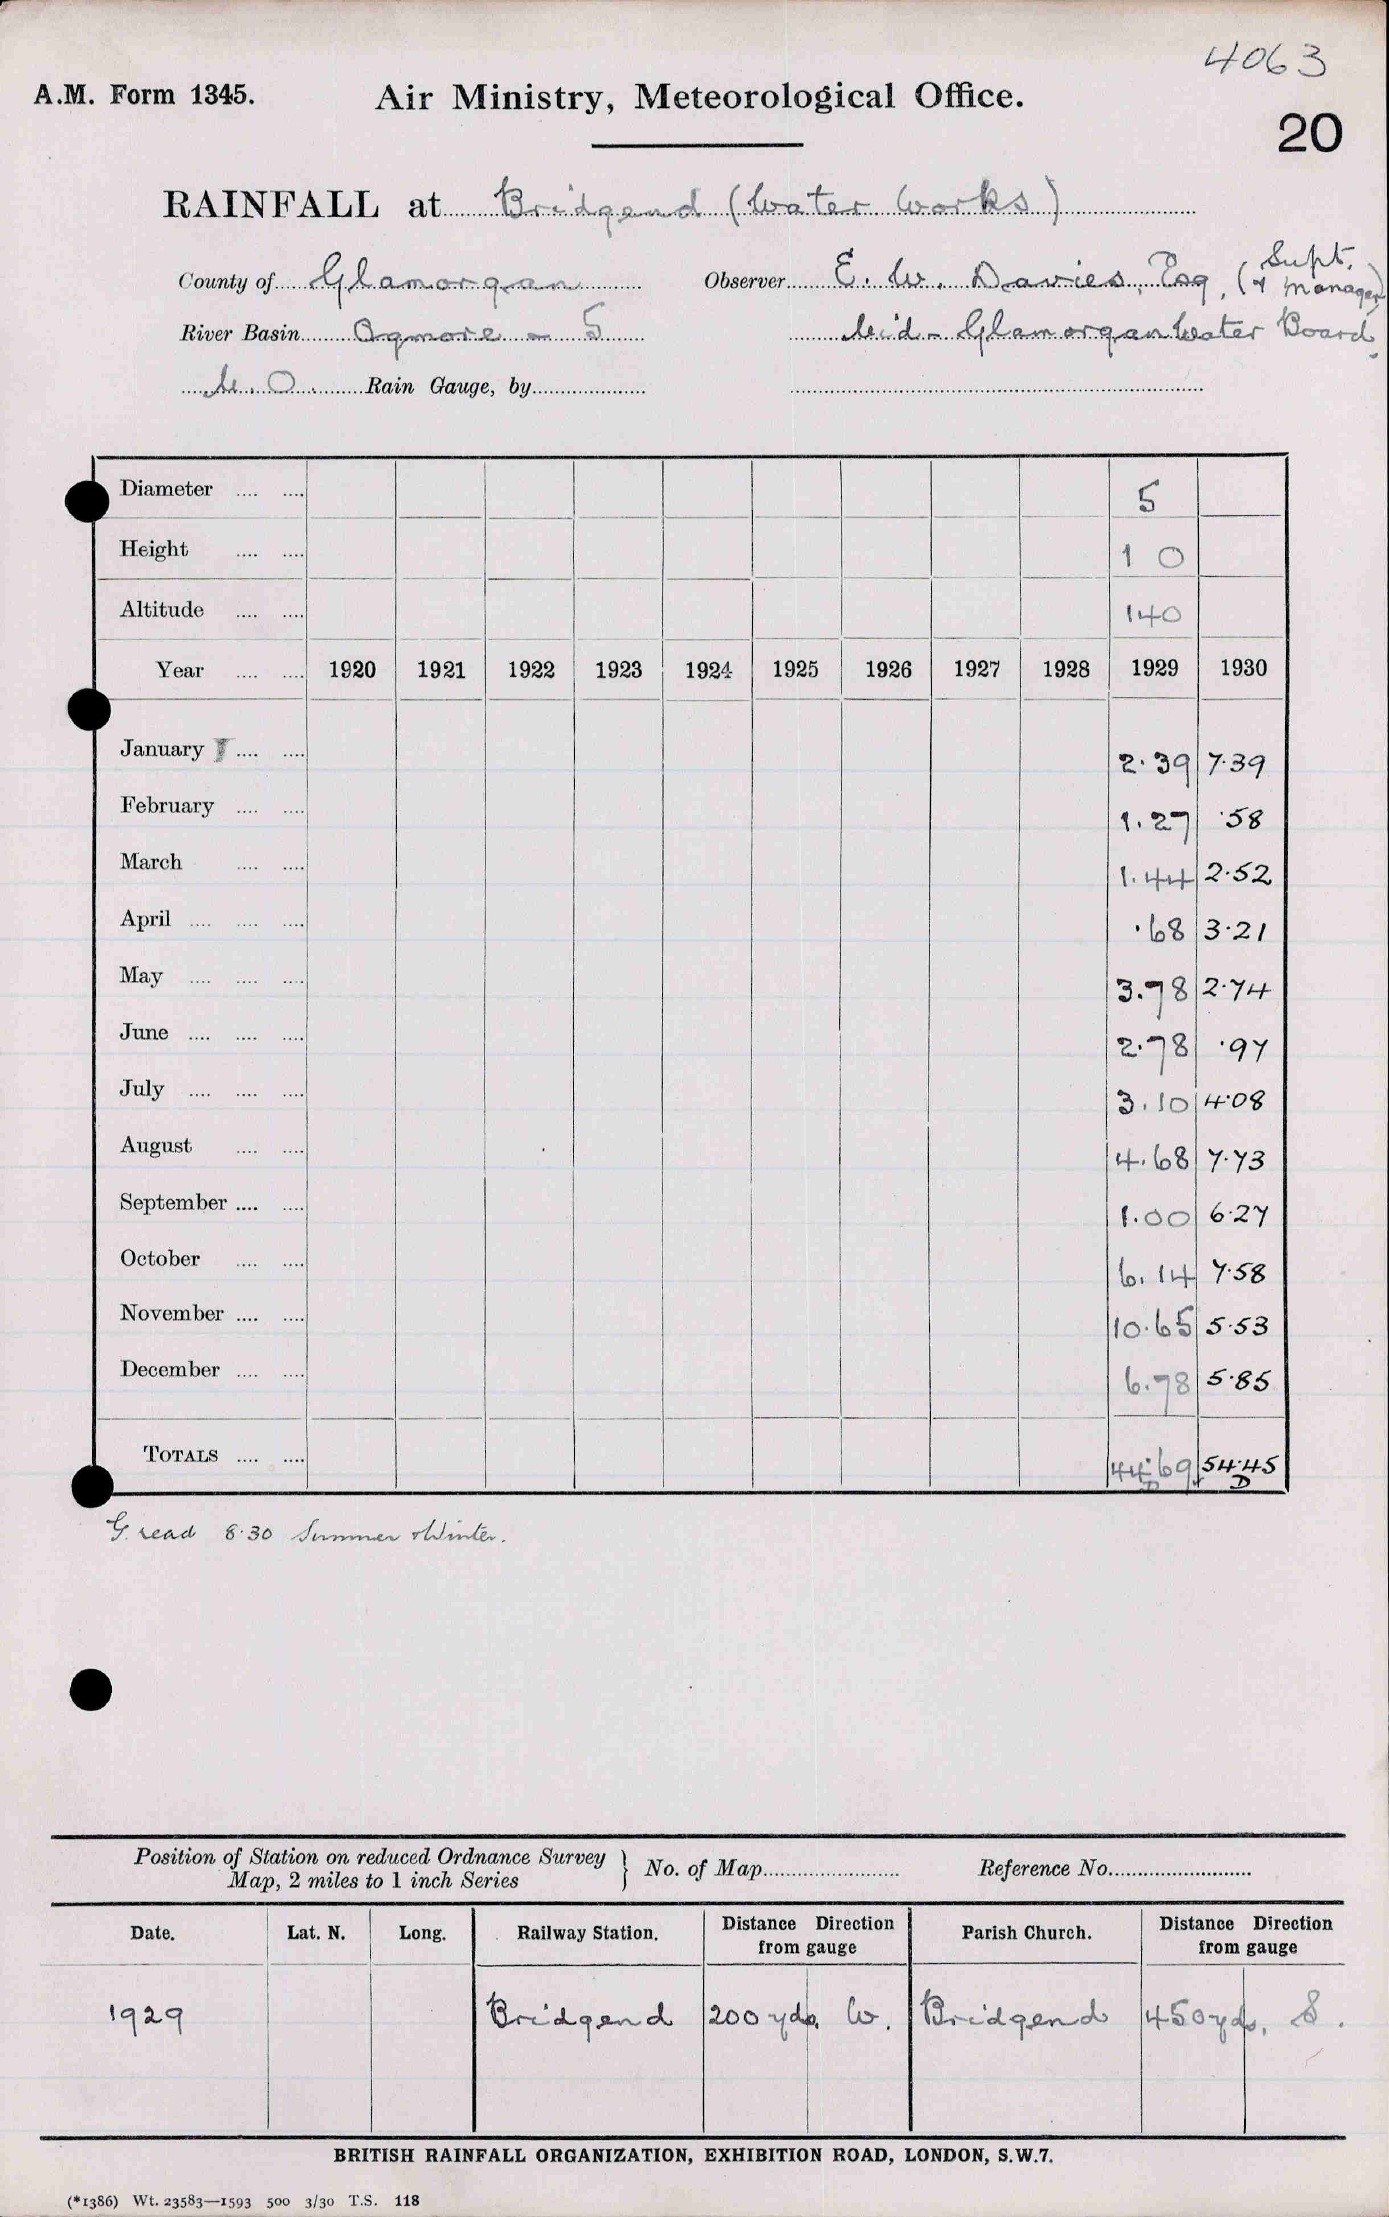 4063
A.M. Form 1345. Air Ministry, Meteorological Office.
20
RAINFALL at Bridgend (Water Works)
County of Glamorgan Observer E. W. Davies, Esq, (Supt. & Manager)
River Basin Ogmore - 5 Mid-Glamorgan Water Board.
M.O. Rain Gauge, by
Diameter 5
Height 1 0
Altitude 140
Year 1920 1921 1922 1923 1924 1925 1926 1927 1928 1929 1930
January 2.39 7.39
February 1.27 .58
March 1.44 2.52
April .68 3.21
May 3.78 2.74
June 2.78 .97
July 3.10 4.08
August 4.68 7.73
September 1.00 6.27
October 6.14 7.58
November 10.65 5.53
December 6.78 5.85
TOTALS 44.69 54.45
D D
G. read 8.30 Summer & Winter.
Position of Station on reduced Ordnance Survey
Map, 2 miles to 1 inch Series } No. of Map Reference No.
Date. Lat. N. Long. Railway Station. Distance Direction from gauge Parish Church. Distance Direction from gauge
1929 Bridgend 200 yds. W. Bridgend 450 yds. S.
BRITISH RAINFALL ORGANIZATION, EXHIBITION ROAD, LONDON, S.W.7.
(*1386) Wt. 23583—1593 500 3/30 T.S. 118